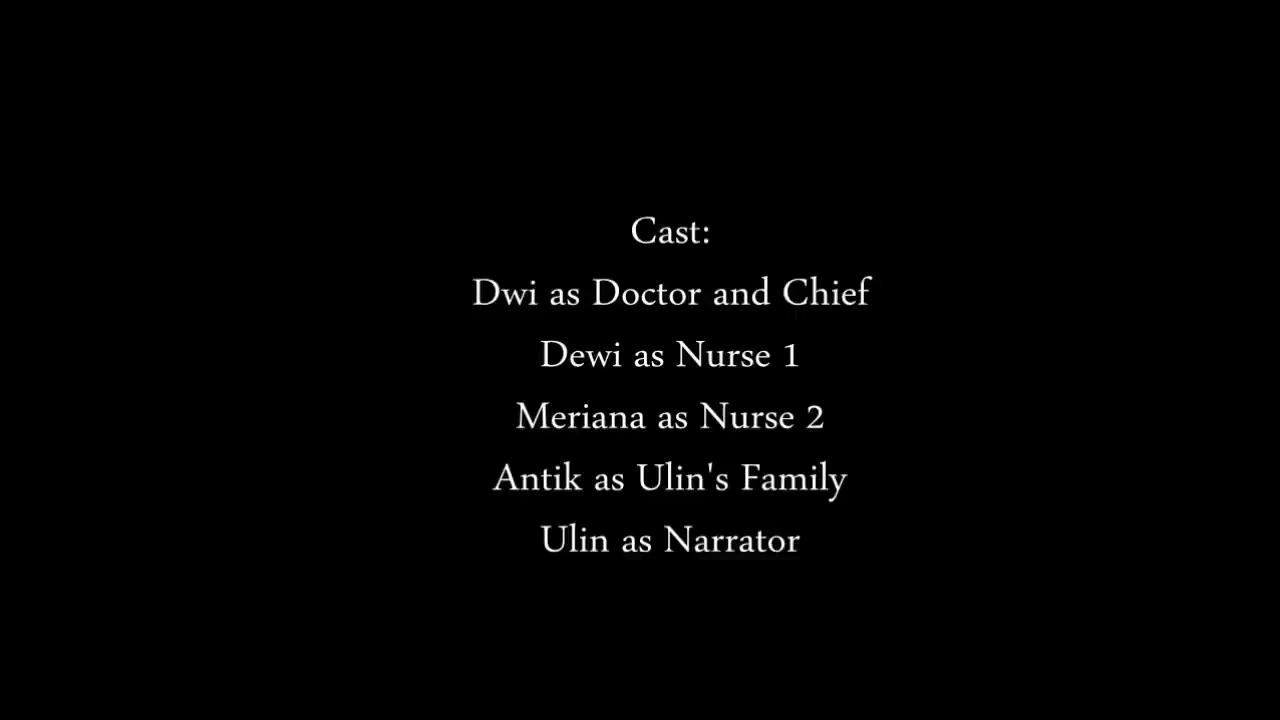 Cast:
Dwi as Doctor and Chief
Dewi as Nurse 1
Meriana as Nurse 2
Antik as Ulin's Family
Ulin as Narrator